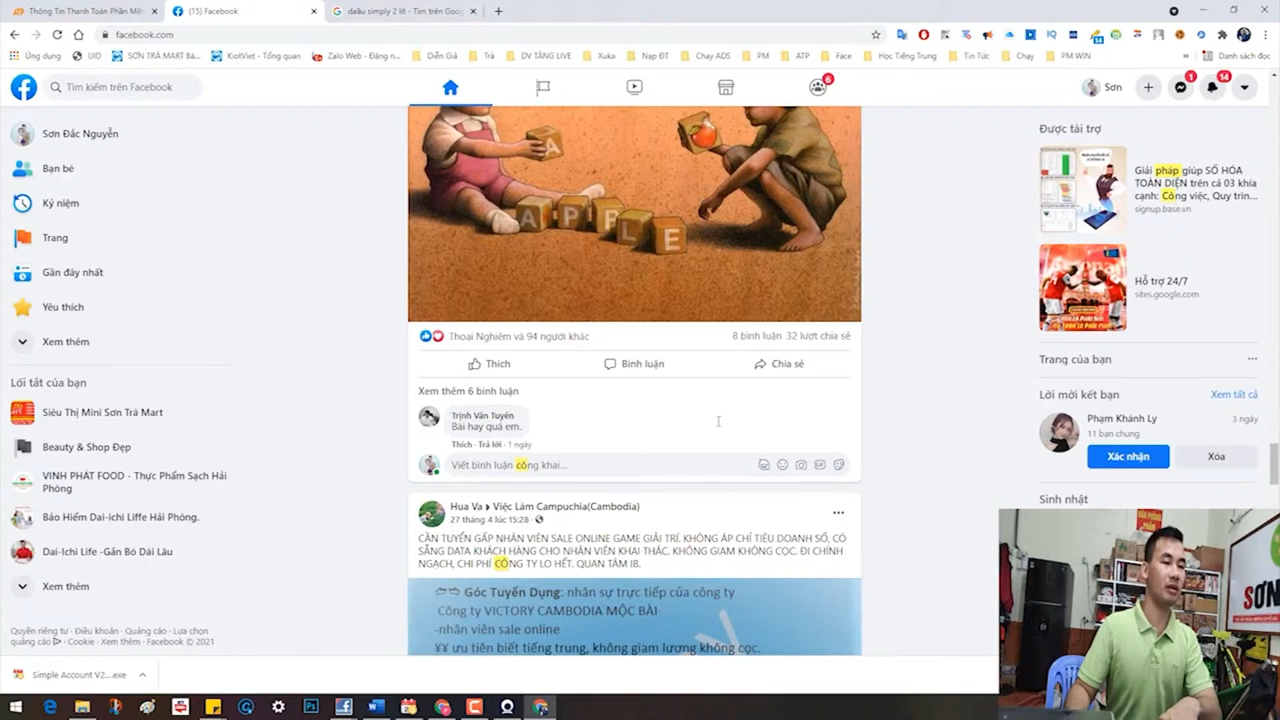 Thông Tin Thanh Toán Phần Mề
(15) Facebook
dầu simply 2 lít - Tìm trên Goo
facebook.com
Ứng dụng
UID
SƠN TRÀ MART Bá...
KiotViet - Tổng quan
Zalo Web - Đăng n...
Diễn Giả
Trà
DV TĂNG LIVE
Xuka
Nạp ĐT
Chạy ADS
PM
ATP
Face
Học Tiếng Trung
Tin Tức
Chạy
PM WIN
Danh sách đọc
Tìm kiếm trên Facebook
6
Sơn
1
14
Sơn Đắc Nguyễn
Bạn bè
Kỷ niệm
Trang
Gần đây nhất
Yêu thích
Xem thêm
Lối tắt của bạn
Siêu Thị Mini Sơn Trà Mart
Beauty & Shop Đẹp
VINH PHÁT FOOD - Thực Phẩm Sạch Hải
Phòng
Bảo Hiểm Dai-ichi Liffe Hải Phòng.
Dai-Ichi Life -Gắn Bó Dài Lâu
Xem thêm
Quyền riêng tư · Điều khoản · Quảng cáo · Lựa chọn
quảng cáo · Cookie · Xem thêm · Facebook © 2021
A
A P P L E
Thoại Nghiêm và 94 người khác
8 bình luận 32 lượt chia sẻ
Thích
Bình luận
Chia sẻ
Xem thêm 6 bình luận
Trịnh Văn Tuyên
Bài hay quá em.
Thích · Trả lời · 1 ngày
Viết bình luận công khai...
Hua Va ▸ Việc Làm Campuchia(Cambodia)
27 tháng 4 lúc 15:28 ·
CẦN TUYỂN GẤP NHÂN VIÊN SALE ONLINE GAME GIẢI TRÍ. KHÔNG ÁP CHỈ TIÊU DOANH SỐ, CÓ
SẴNG DATA KHÁCH HÀNG CHO NHÂN VIÊN KHAI THÁC. KHÔNG GIAM KHÔNG CỌC. ĐI CHÍNH
NGẠCH, CHI PHÍ CÔNG TY LO HẾT. QUAN TÂM IB.
Góc Tuyển Dụng: nhân sự trực tiếp của công ty
Công ty VICTORY CAMBODIA MỘC BÀI
-nhân viên sale online
¥¥ ưu tiên biết tiếng trung, không giam lương không cọc.
Được tài trợ
Giải pháp giúp SỐ HÓA
TOÀN DIỆN trên cả 03 khía
cạnh: Công việc, Quy trìn...
signup.base.vn
Hỗ trợ 24/7
sites.google.com
Trang của bạn
Lời mời kết bạn
Xem tất cả
Phạm Khánh Ly
3 ngày
11 bạn chung
Xác nhận
Xóa
Sinh nhật
SƠN
Simple Account V2....exe